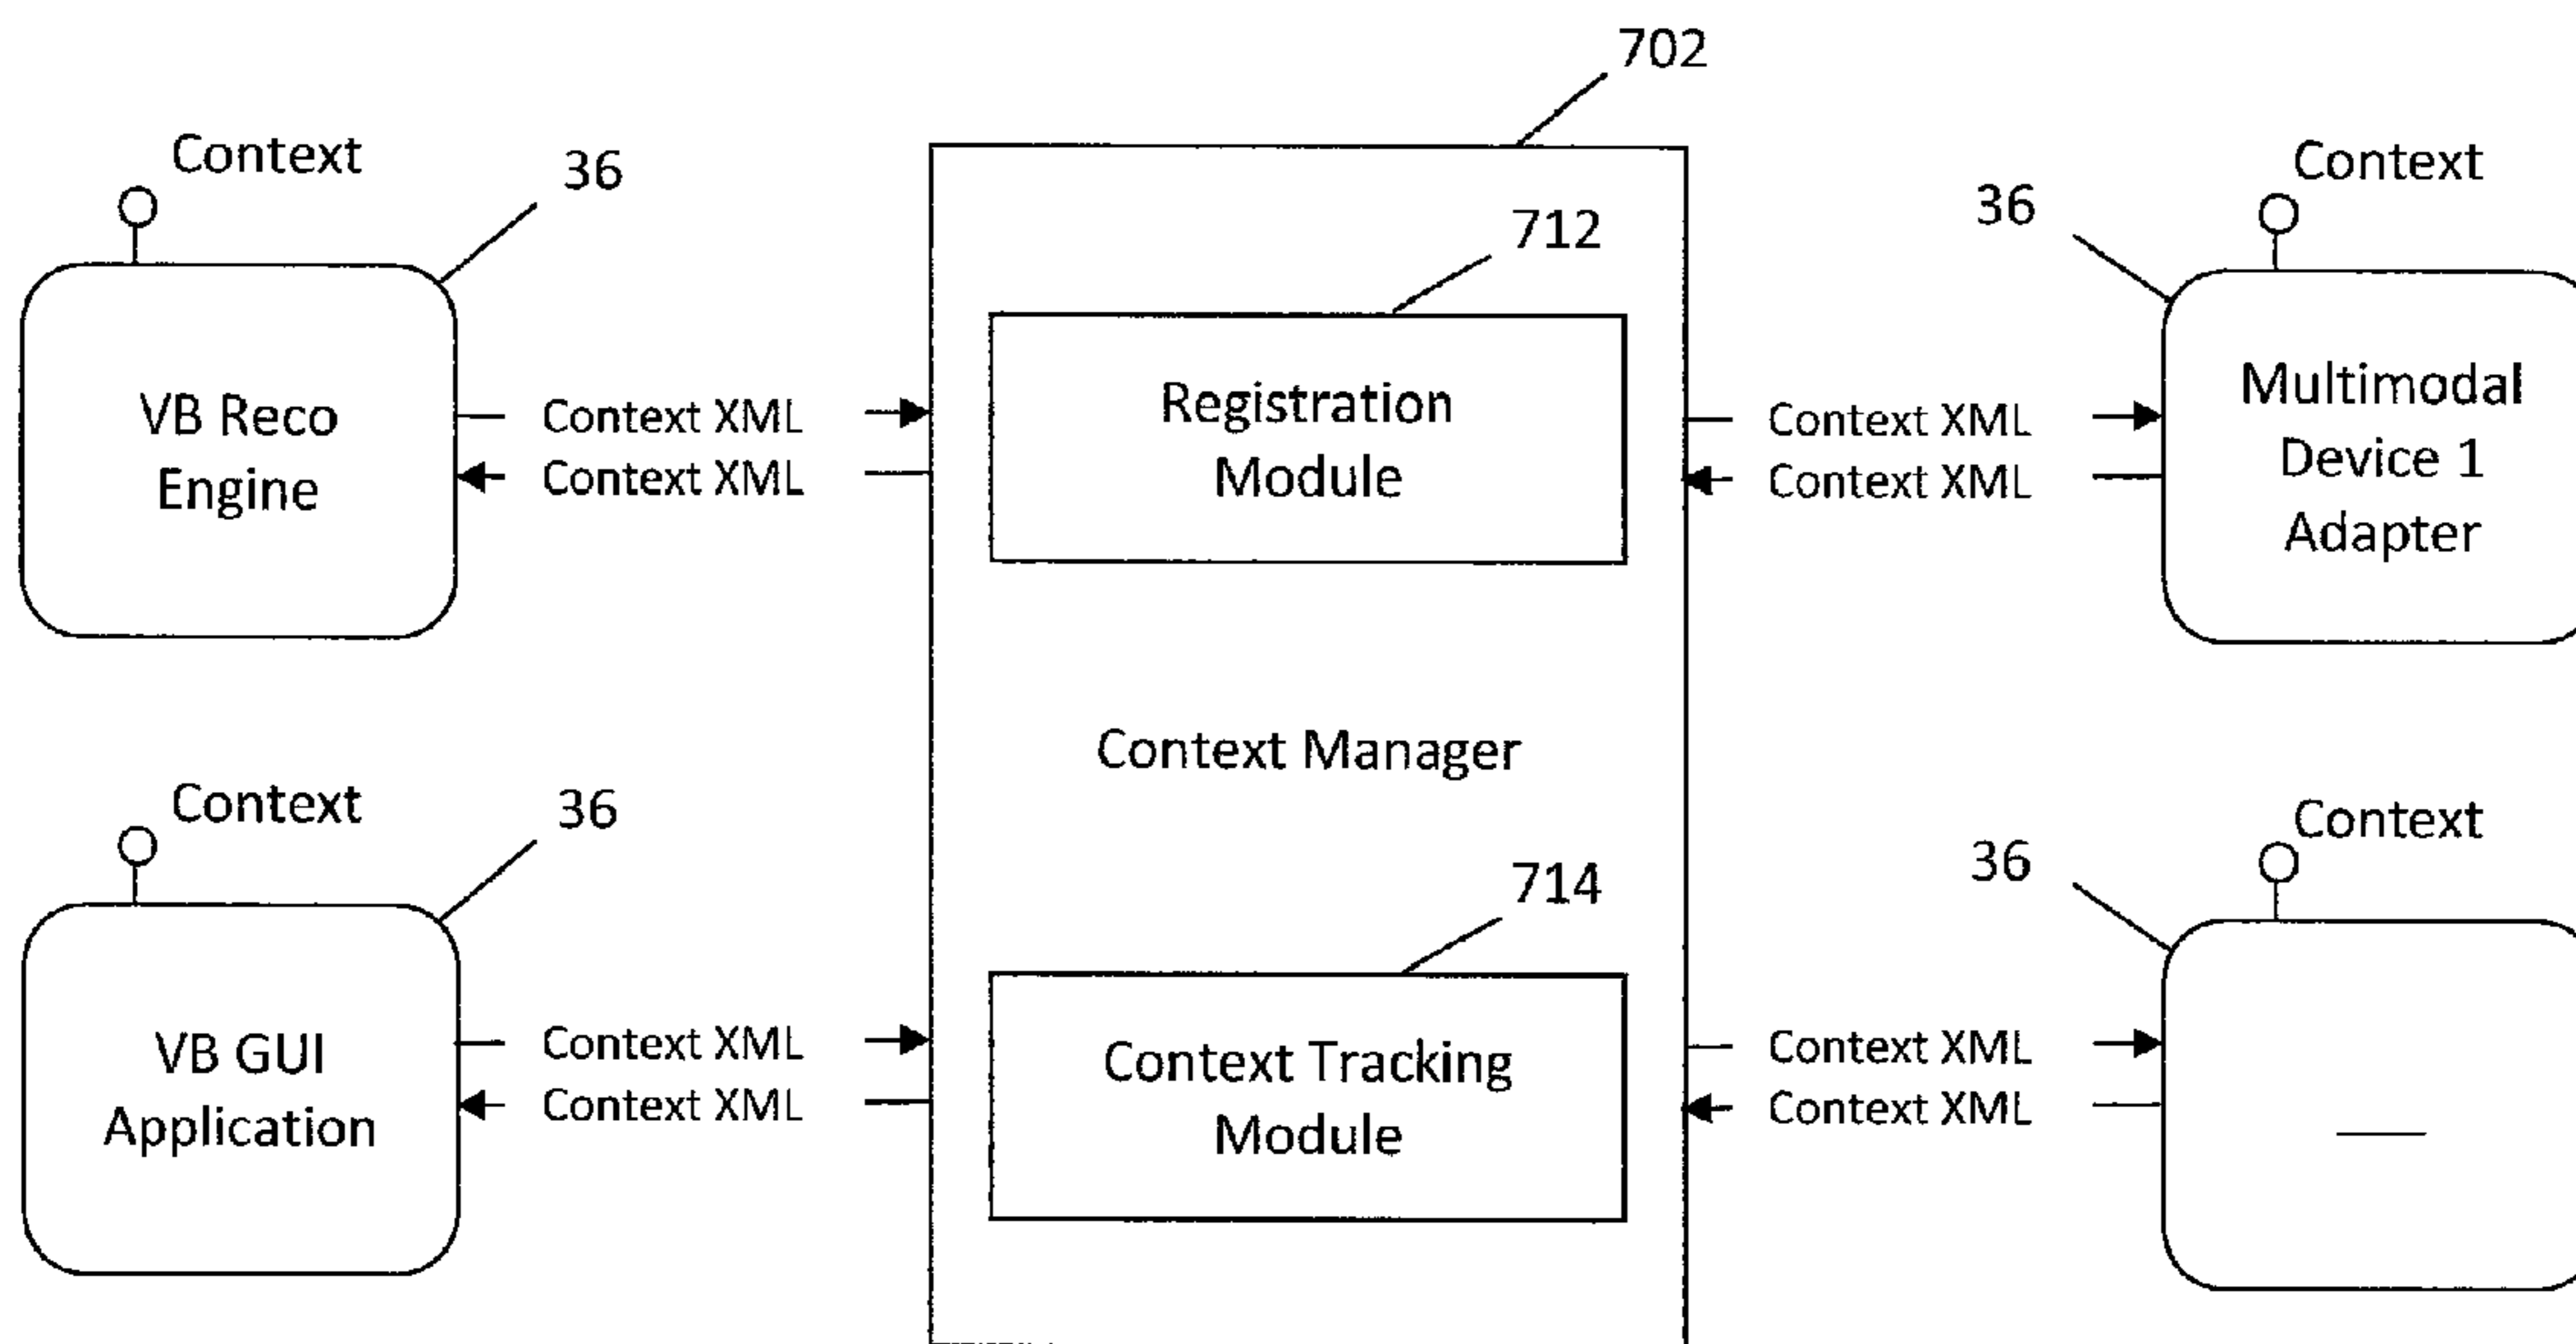 702
Context
36
VB Reco
Engine
Context XML
Context XML
712
Registration
Module
Context XML
Context XML
Context
36
Multimodal
Device 1
Adapter
Context Manager
Context
36
VB GUI
Application
Context XML
Context XML
714
Context Tracking
Module
Context XML
Context XML
Context
36